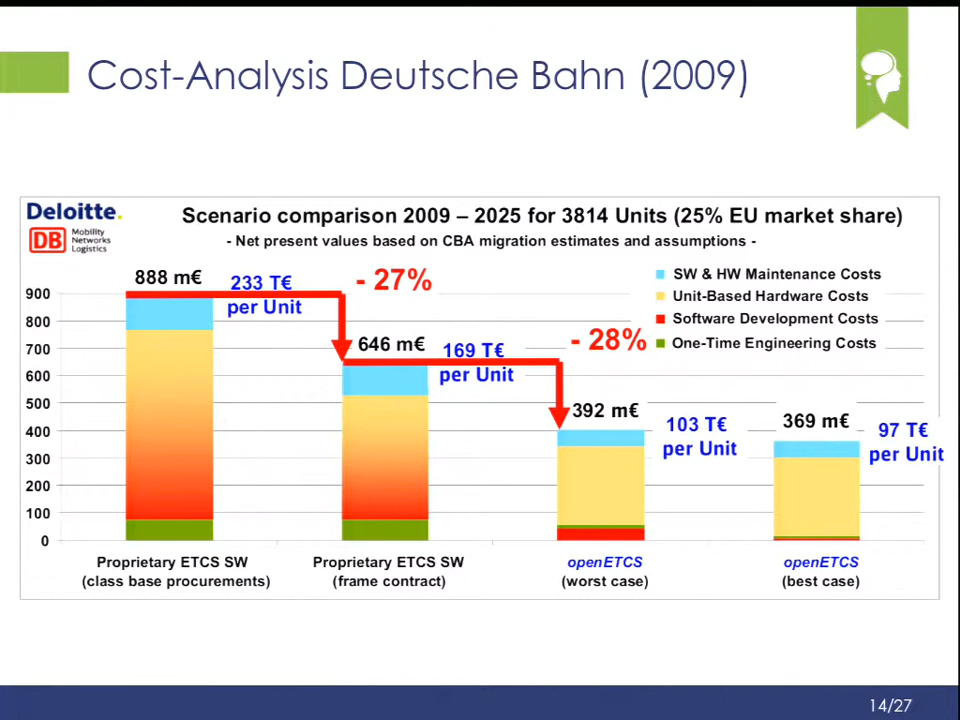 Cost-Analysis Deutsche Bahn (2009)
Deloitte.
DB
Mobility
Networks
Logistics
Scenario comparison 2009 – 2025 for 3814 Units (25% EU market share)
- Net present values based on CBA migration estimates and assumptions -
SW & HW Maintenance Costs
Unit-Based Hardware Costs
Software Development Costs
One-Time Engineering Costs
888 m€
233 T€
per Unit
- 27%
646 m€
169 T€
per Unit
- 28%
392 m€
103 T€
per Unit
369 m€
97 T€
per Unit
900
800
700
600
500
400
300
200
100
0
Proprietary ETCS SW
(class base procurements)
Proprietary ETCS SW
(frame contract)
openETCS
(worst case)
openETCS
(best case)
14/27